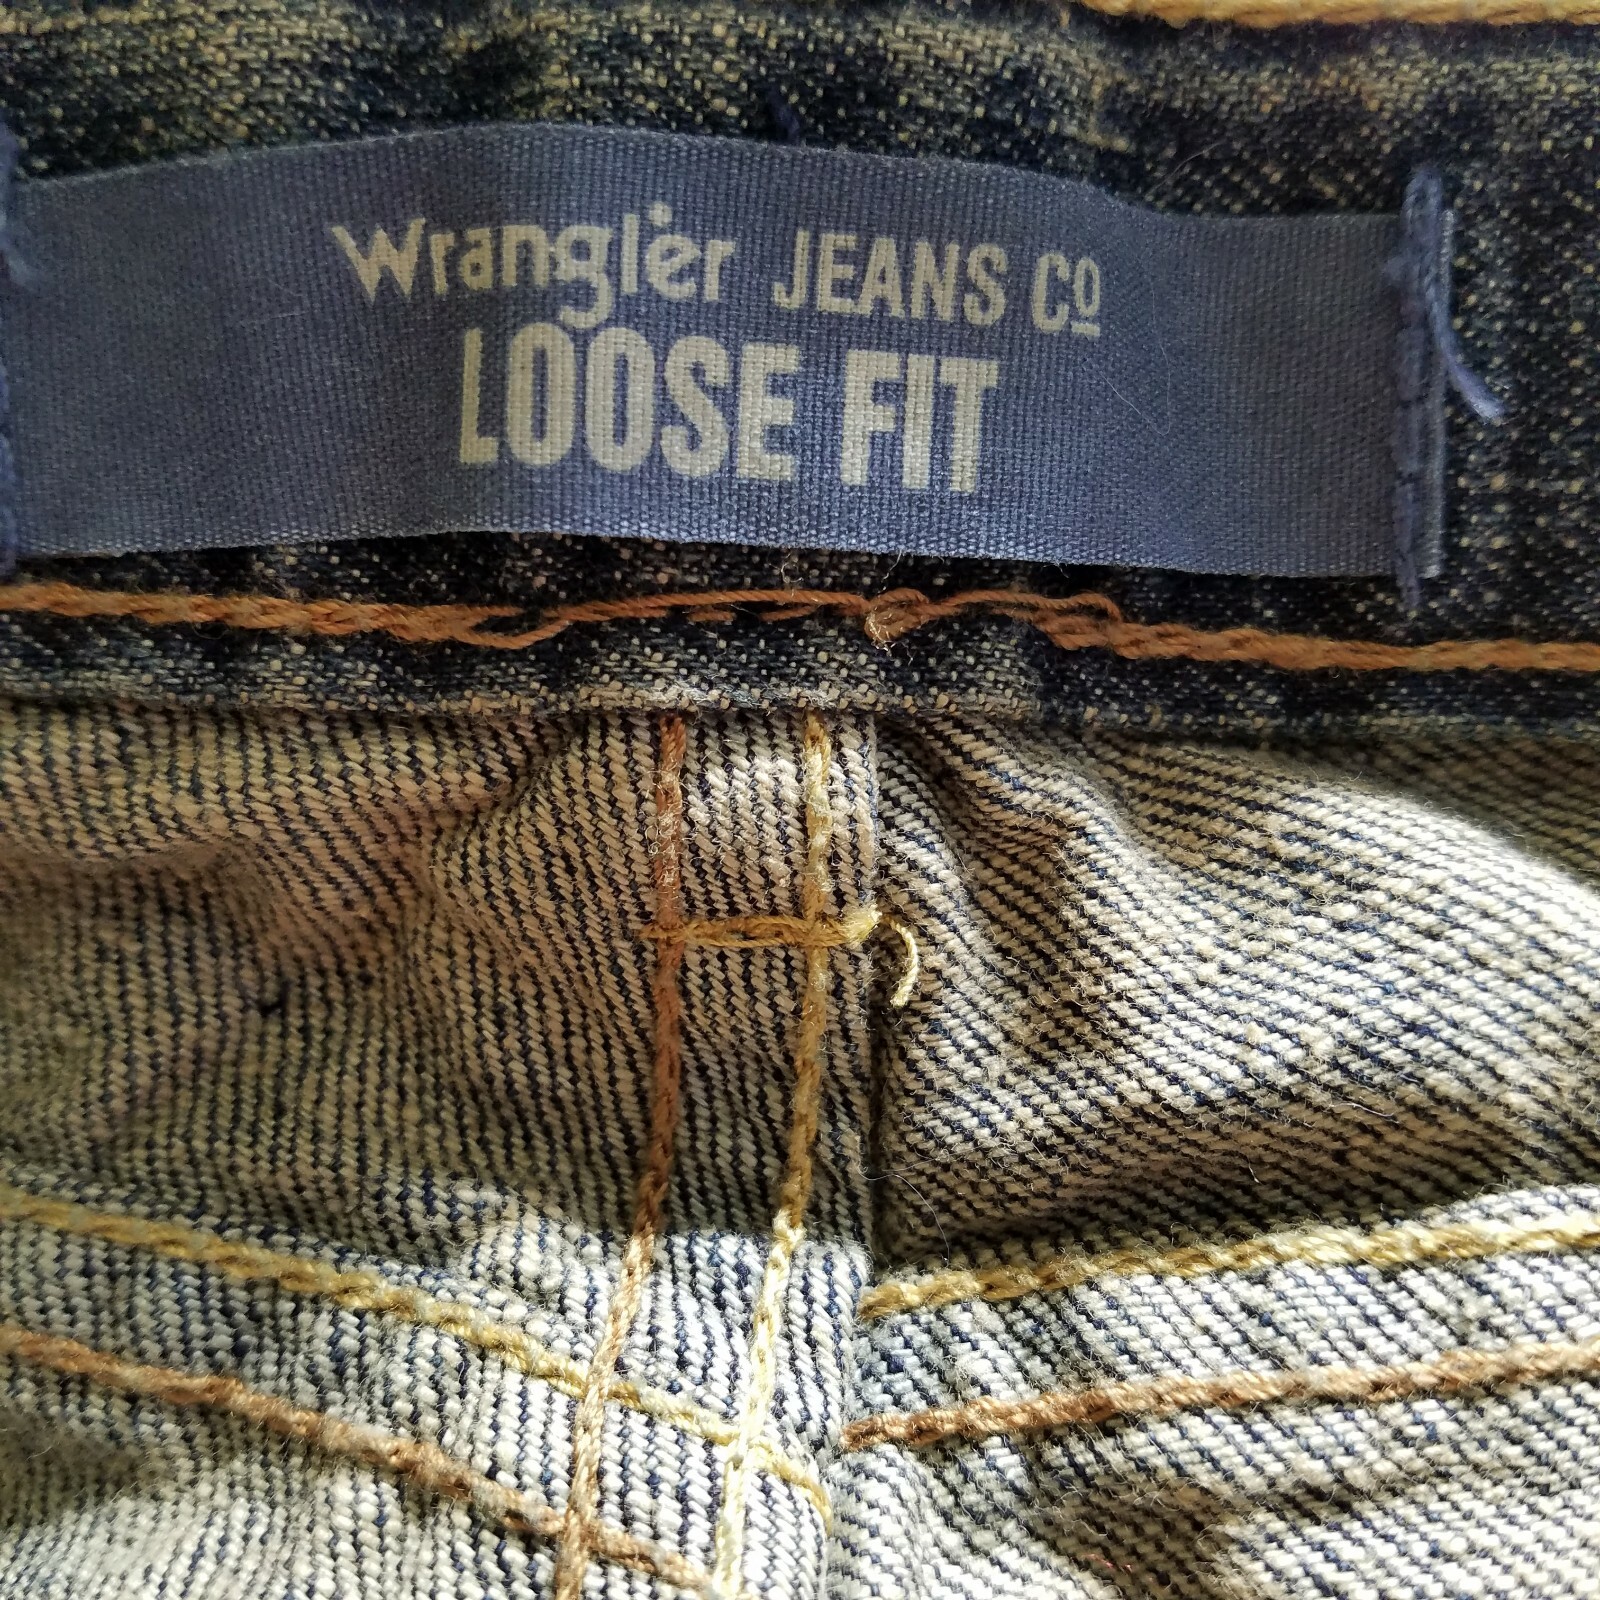 Wrangler JEANS Co
LOOSE FIT